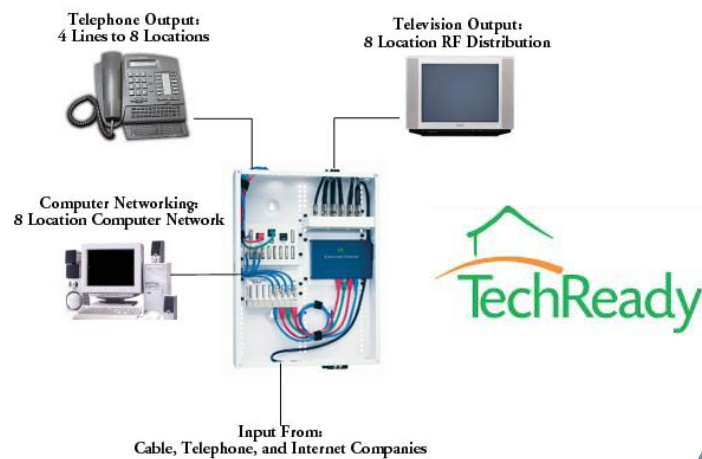 Telephone Output:
4 Lines to 8 Locations
Television Output:
8 Location RF Distribution
Computer Networking:
8 Location Computer Network
TechReady
Input From:
Cable, Telephone, and Internet Companies